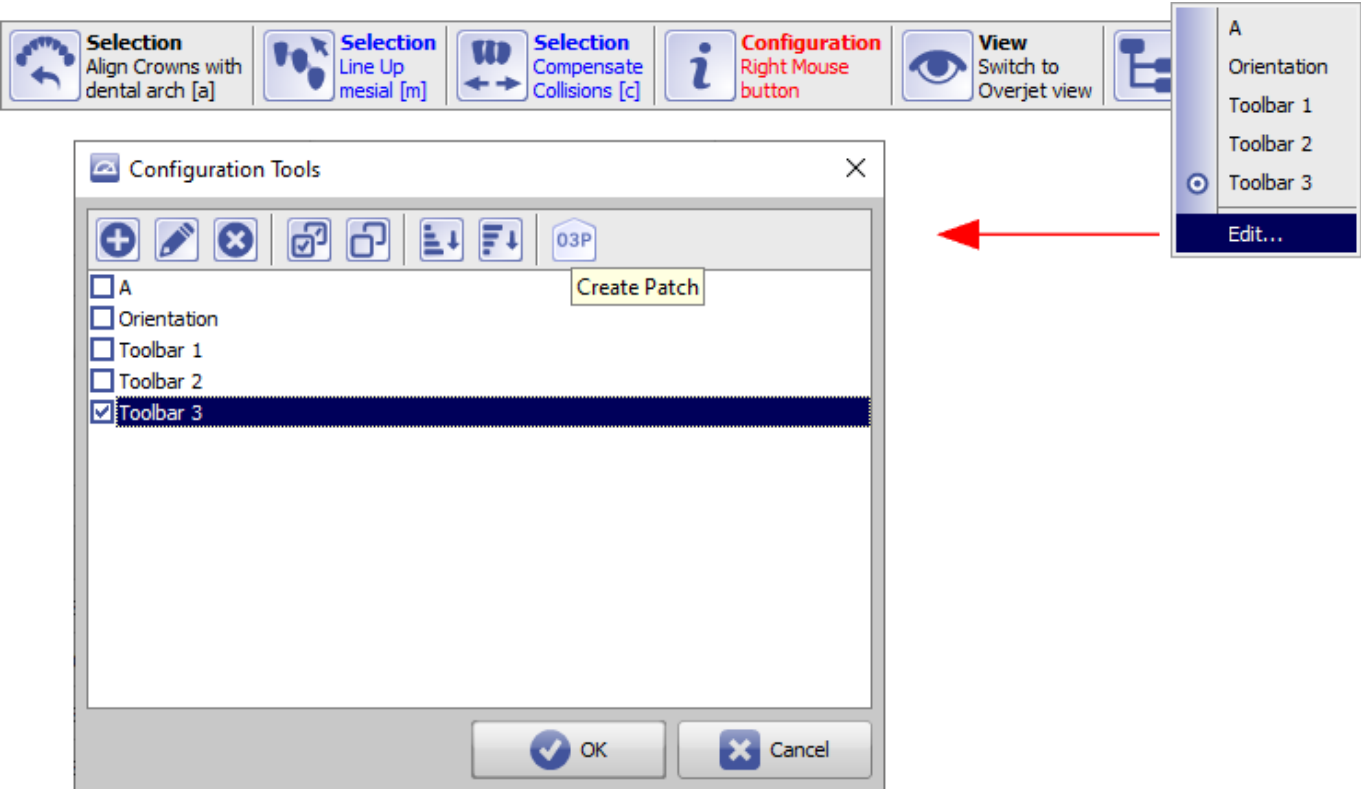 Selection
Align Crowns with
dental arch [a]
Selection
Line Up
mesial [m]
Selection
Compensate
Collisions [c]
Configuration
Right Mouse
button
View
Switch to
Overjet view
A
Orientation
Toolbar 1
Toolbar 2
Toolbar 3
Edit...
Configuration Tools
03P
Create Patch
A
Orientation
Toolbar 1
Toolbar 2
Toolbar 3
OK
Cancel